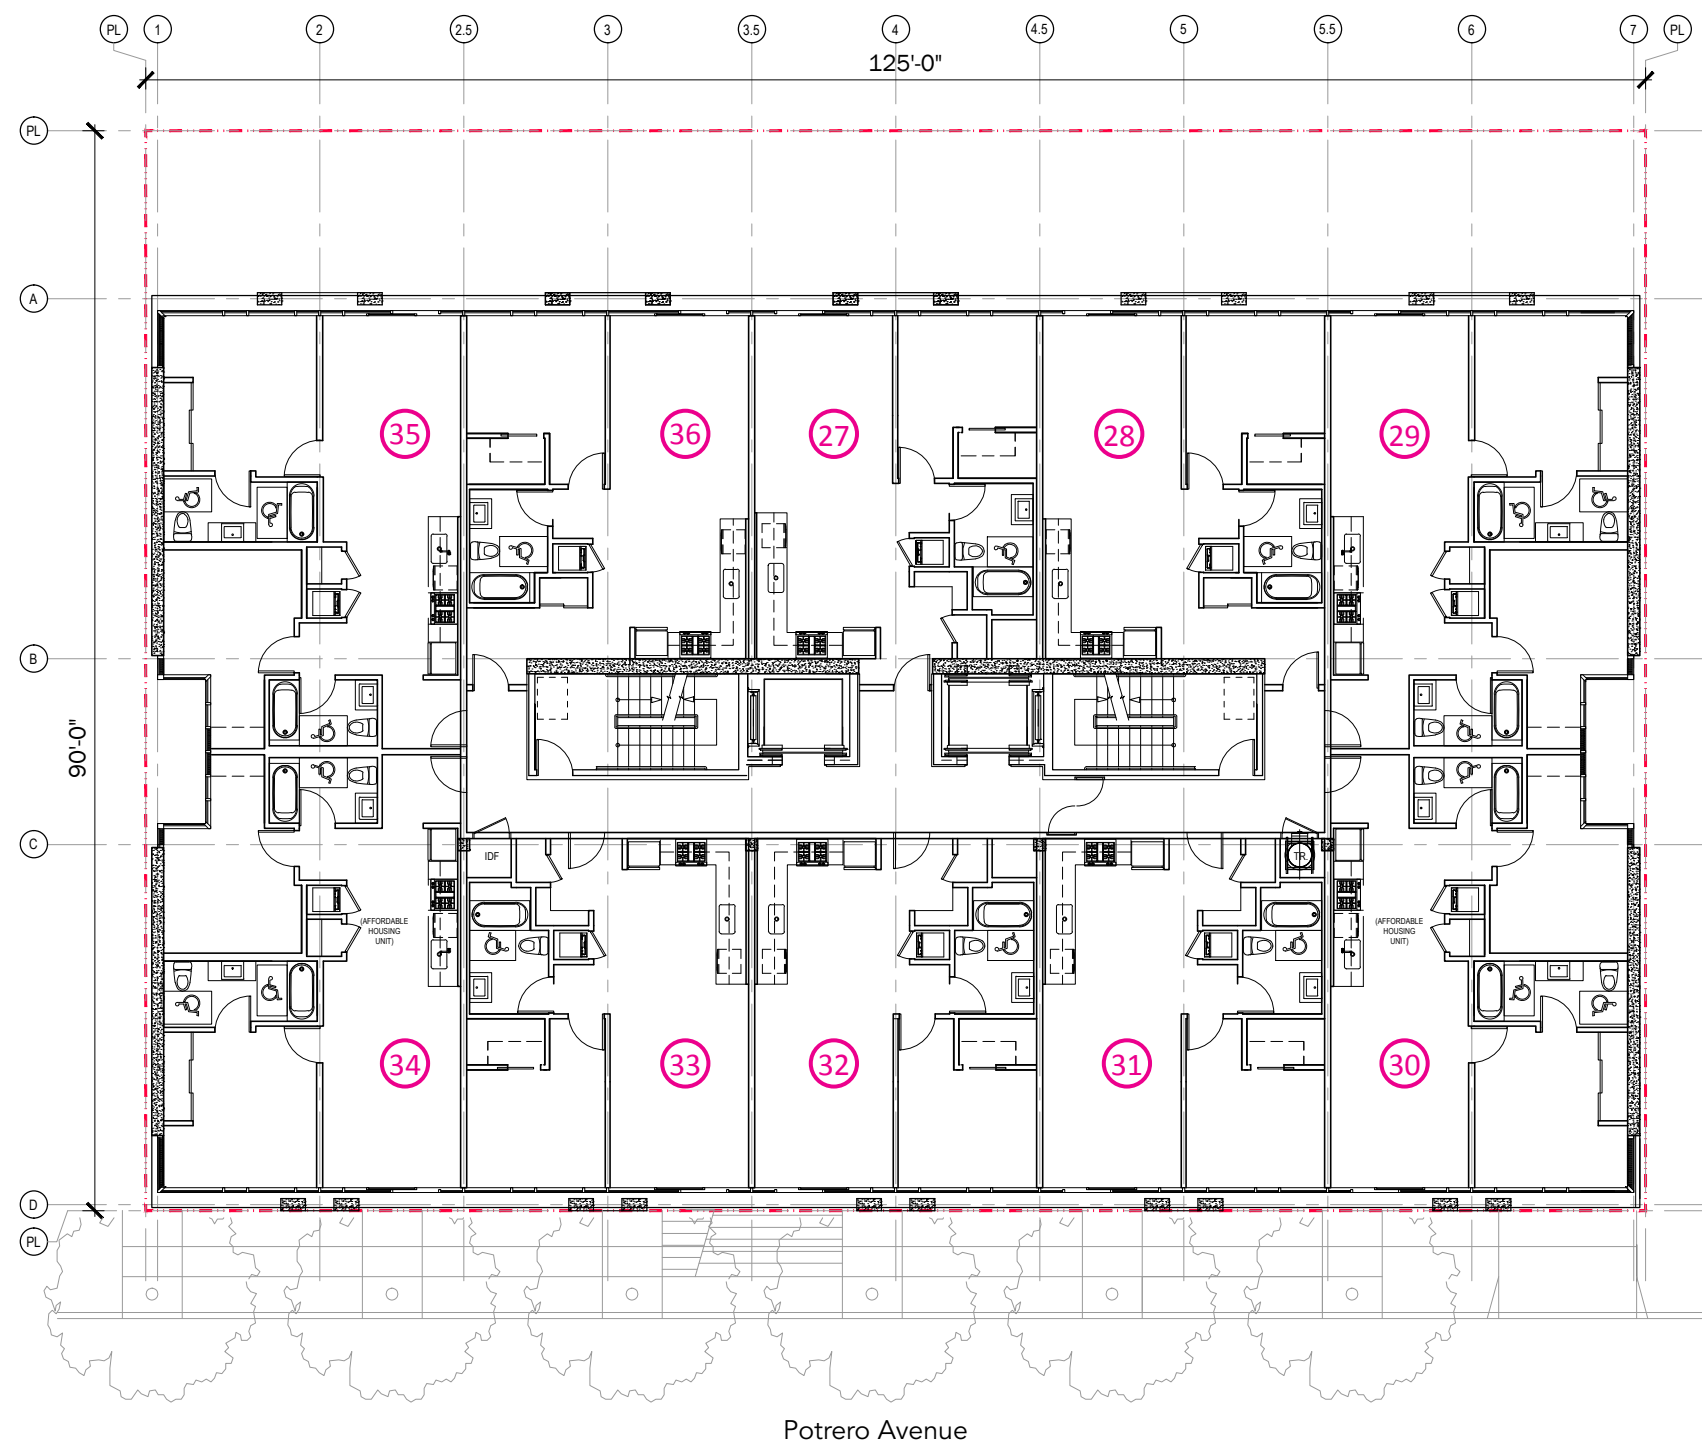 PL 1 2 2.5 3 3.5 4 4.5 5 5.5 6 7 PL
125'-0"
PL
A
35 36 27 28 29
B
90'-0"
C
IDF
TR.
(AFFORDABLE
HOUSING
UNIT)
(AFFORDABLE
HOUSING
UNIT)
34 33 32 31 30
D
PL
Potrero Avenue